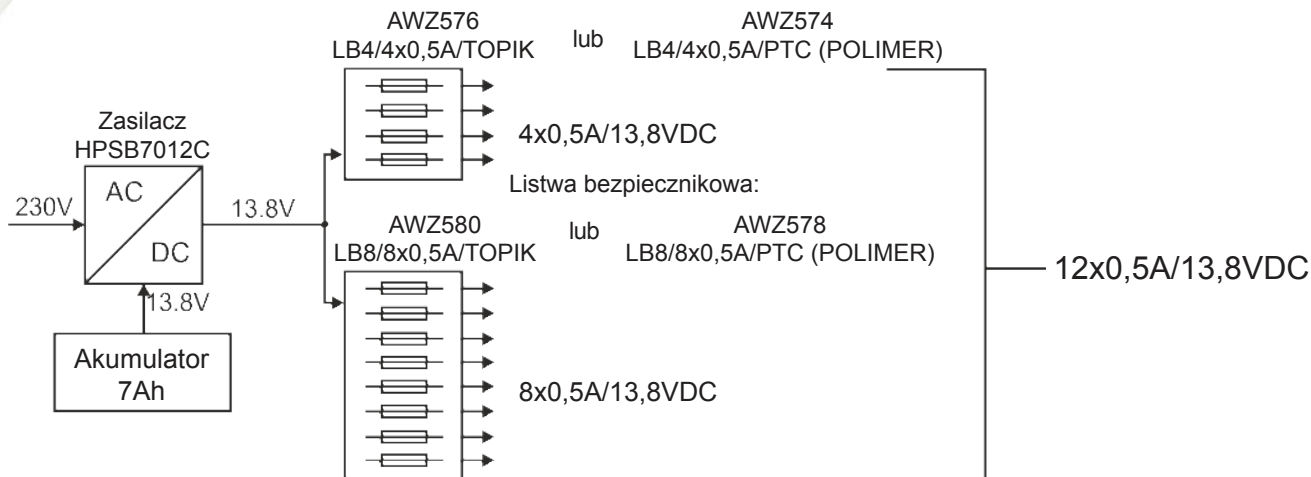 AWZ576
LB4/4x0,5A/TOPIK
lub
AWZ574
LB4/4x0,5A/PTC (POLIMER)
4x0,5A/13,8VDC
Zasilacz
HPSB7012C
AC
DC
230V
13.8V
13.8V
Akumulator
7Ah
Listwa bezpiecznikowa:
AWZ580
LB8/8x0,5A/TOPIK
lub
AWZ578
LB8/8x0,5A/PTC (POLIMER)
8x0,5A/13,8VDC
12x0,5A/13,8VDC